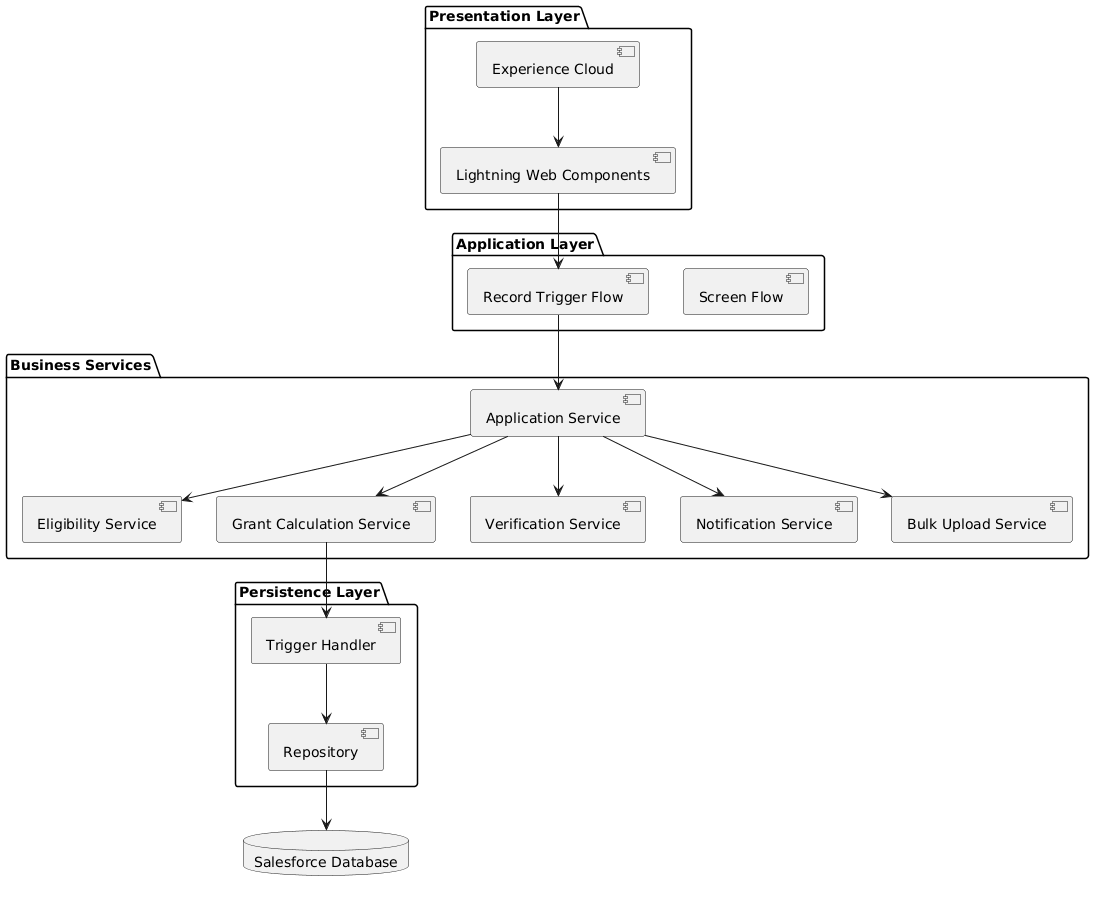 Presentation Layer
Experience Cloud
Lightning Web Components
Application Layer
Record Trigger Flow
Screen Flow
Business Services
Application Service
Eligibility Service
Grant Calculation Service
Verification Service
Notification Service
Bulk Upload Service
Persistence Layer
Trigger Handler
Repository
Salesforce Database